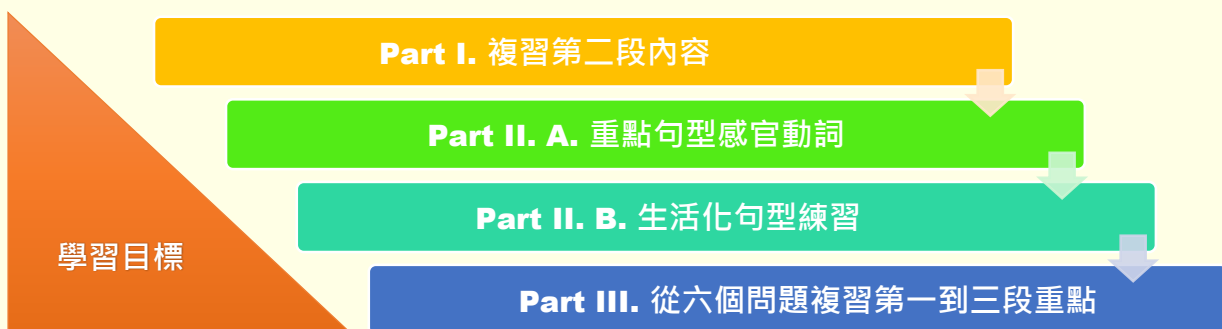 Part I. 複習第二段內容
Part II. A. 重點句型感官動詞
Part II. B. 生活化句型練習
學習目標
Part III. 從六個問題複習第一到三段重點